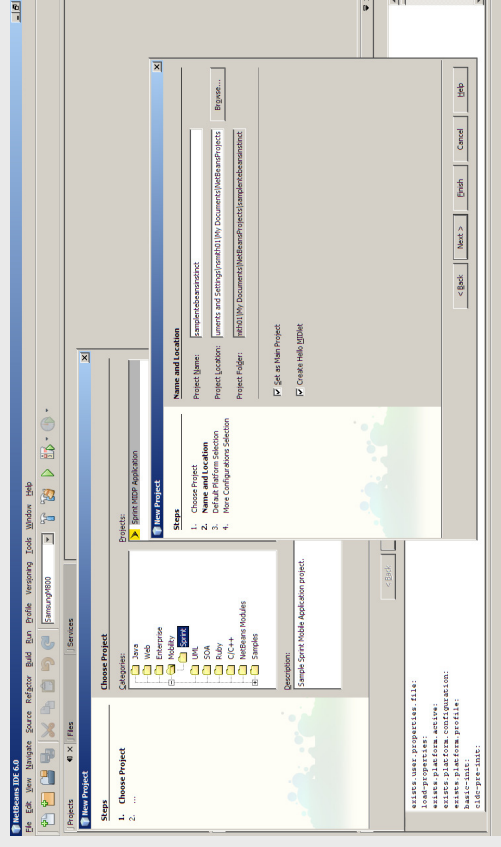 NetBeans IDE 6.0
File Edit View Navigate Source Refactor Build Run Profile Versioning Tools Window Help
SamsungM800
Projects
Files
Services
New Project
Steps
1. Choose Project
2. ...
Choose Project
Categories:
Java
Web
Enterprise
Mobility
Sprint
UML
SOA
Ruby
C/C++
NetBeans Modules
Samples
Projects:
Sprint MIDP Application
Description:
Sample Sprint Mobile Application project.
< Back
New Project
Steps
1. Choose Project
2. Name and Location
3. Default Platform Selection
4. More Configurations Selection
Name and Location
Project Name: samplentebeansinstinct
Project Location: uments and Settings\nsmith01\My Documents\NetBeansProjects Browse...
Project Folder: mith01\My Documents\NetBeansProjects\samplentebeansinstinct
Set as Main Project
Create Hello MIDlet
< Back Next > Finish Cancel Help
exists.user.properties.file:
load-properties:
exists.platform.active:
exists.platform.configuration:
exists.platform.profile:
basic-init:
cldc-pre-init: